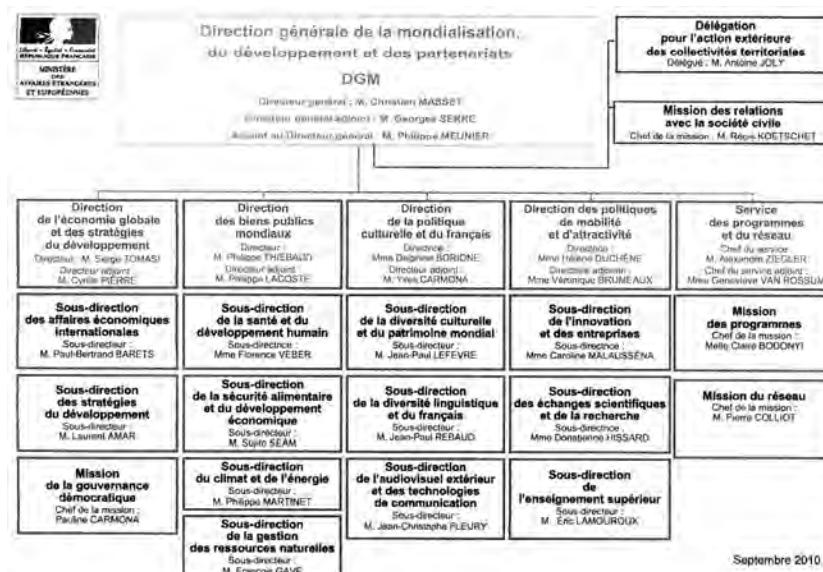 Liberté • Égalité • Fraternité
RÉPUBLIQUE FRANÇAISE
MINISTÈRE
DES
AFFAIRES ÉTRANGÈRES
ET EUROPÉENNES
Direction générale de la mondialisation,
du développement et des partenariats
DGM
Directeur général : M. Christian MASSET
Directeur général adjoint : M. Georges SERRE
Adjoint au Directeur général : M. Philippe MEUNIER
Délégation
pour l'action extérieure
des collectivités territoriales
Délégué : M. Antoine JOLY
Mission des relations
avec la société civile
Chef de la mission : M. Régis KOETSCHET
Direction
de l'économie globale
et des stratégies
du développement
Directeur : M. Serge TOMASI
Directeur adjoint :
M. Cyrille PIERRE
Sous-direction
des affaires économiques
internationales
Sous-directeur :
M. Paul-Bertrand BARETS
Sous-direction
des stratégies
du développement
Sous-directeur :
M. Laurent AMAR
Mission
de la gouvernance
démocratique
Chef de la mission :
Pauline CARMONA
Direction
des biens publics
mondiaux
Directeur :
M. Philippe THIEBAUD
Directeur adjoint :
M. Philippe LACOSTE
Sous-direction
de la santé et du
développement humain
Sous-directrice :
Mme Florence VEBER
Sous-direction
de la sécurité alimentaire
et du développement
économique
Sous-directeur :
M. Sujiro SEAM
Sous-direction
du climat et de l'énergie
Sous-directeur :
M. Philippe MARTINET
Sous-direction
de la gestion
des ressources naturelles
Sous-directeur :
M. François GAVE
Direction
de la politique
culturelle et du français
Directrice :
Mme Delphine BORIONE
Directeur adjoint :
M. Yves CARMONA
Sous-direction
de la diversité culturelle
et du patrimoine mondial
Sous-directeur :
M. Jean-Paul LEFEVRE
Sous-direction
de la diversité linguistique
et du français
Sous-directeur :
M. Jean-Paul REBAUD
Sous-direction
de l'audiovisuel extérieur
et des technologies
de communication
Sous-directeur :
M. Jean-Christophe FLEURY
Direction des politiques
de mobilité
et d'attractivité
Directrice :
Mme Hélène DUCHÊNE
Directrice adjointe :
Mme Véronique BRUMEAUX
Sous-direction
de l'innovation
et des entreprises
Sous-directrice :
Mme Caroline MALAUSSÉNA
Sous-direction
des échanges scientifiques
et de la recherche
Sous-directrice :
Mme Donatienne HISSARD
Sous-direction
de
l'enseignement supérieur
Sous-directeur :
M. Éric LAMOUROUX
Service
des programmes
et du réseau
Chef du service :
M. Alexandre ZIEGLER
Chef du service adjoint :
Mme Geneviève VAN ROSSUM
Mission
des programmes
Chef de la mission :
Melle Claire BODONYI
Mission du réseau
Chef de la mission :
M. Pierre COLLIOT
Septembre 2010